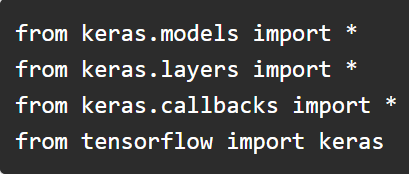 from keras.models import *
from keras.layers import *
from keras.callbacks import *
from tensorflow import keras